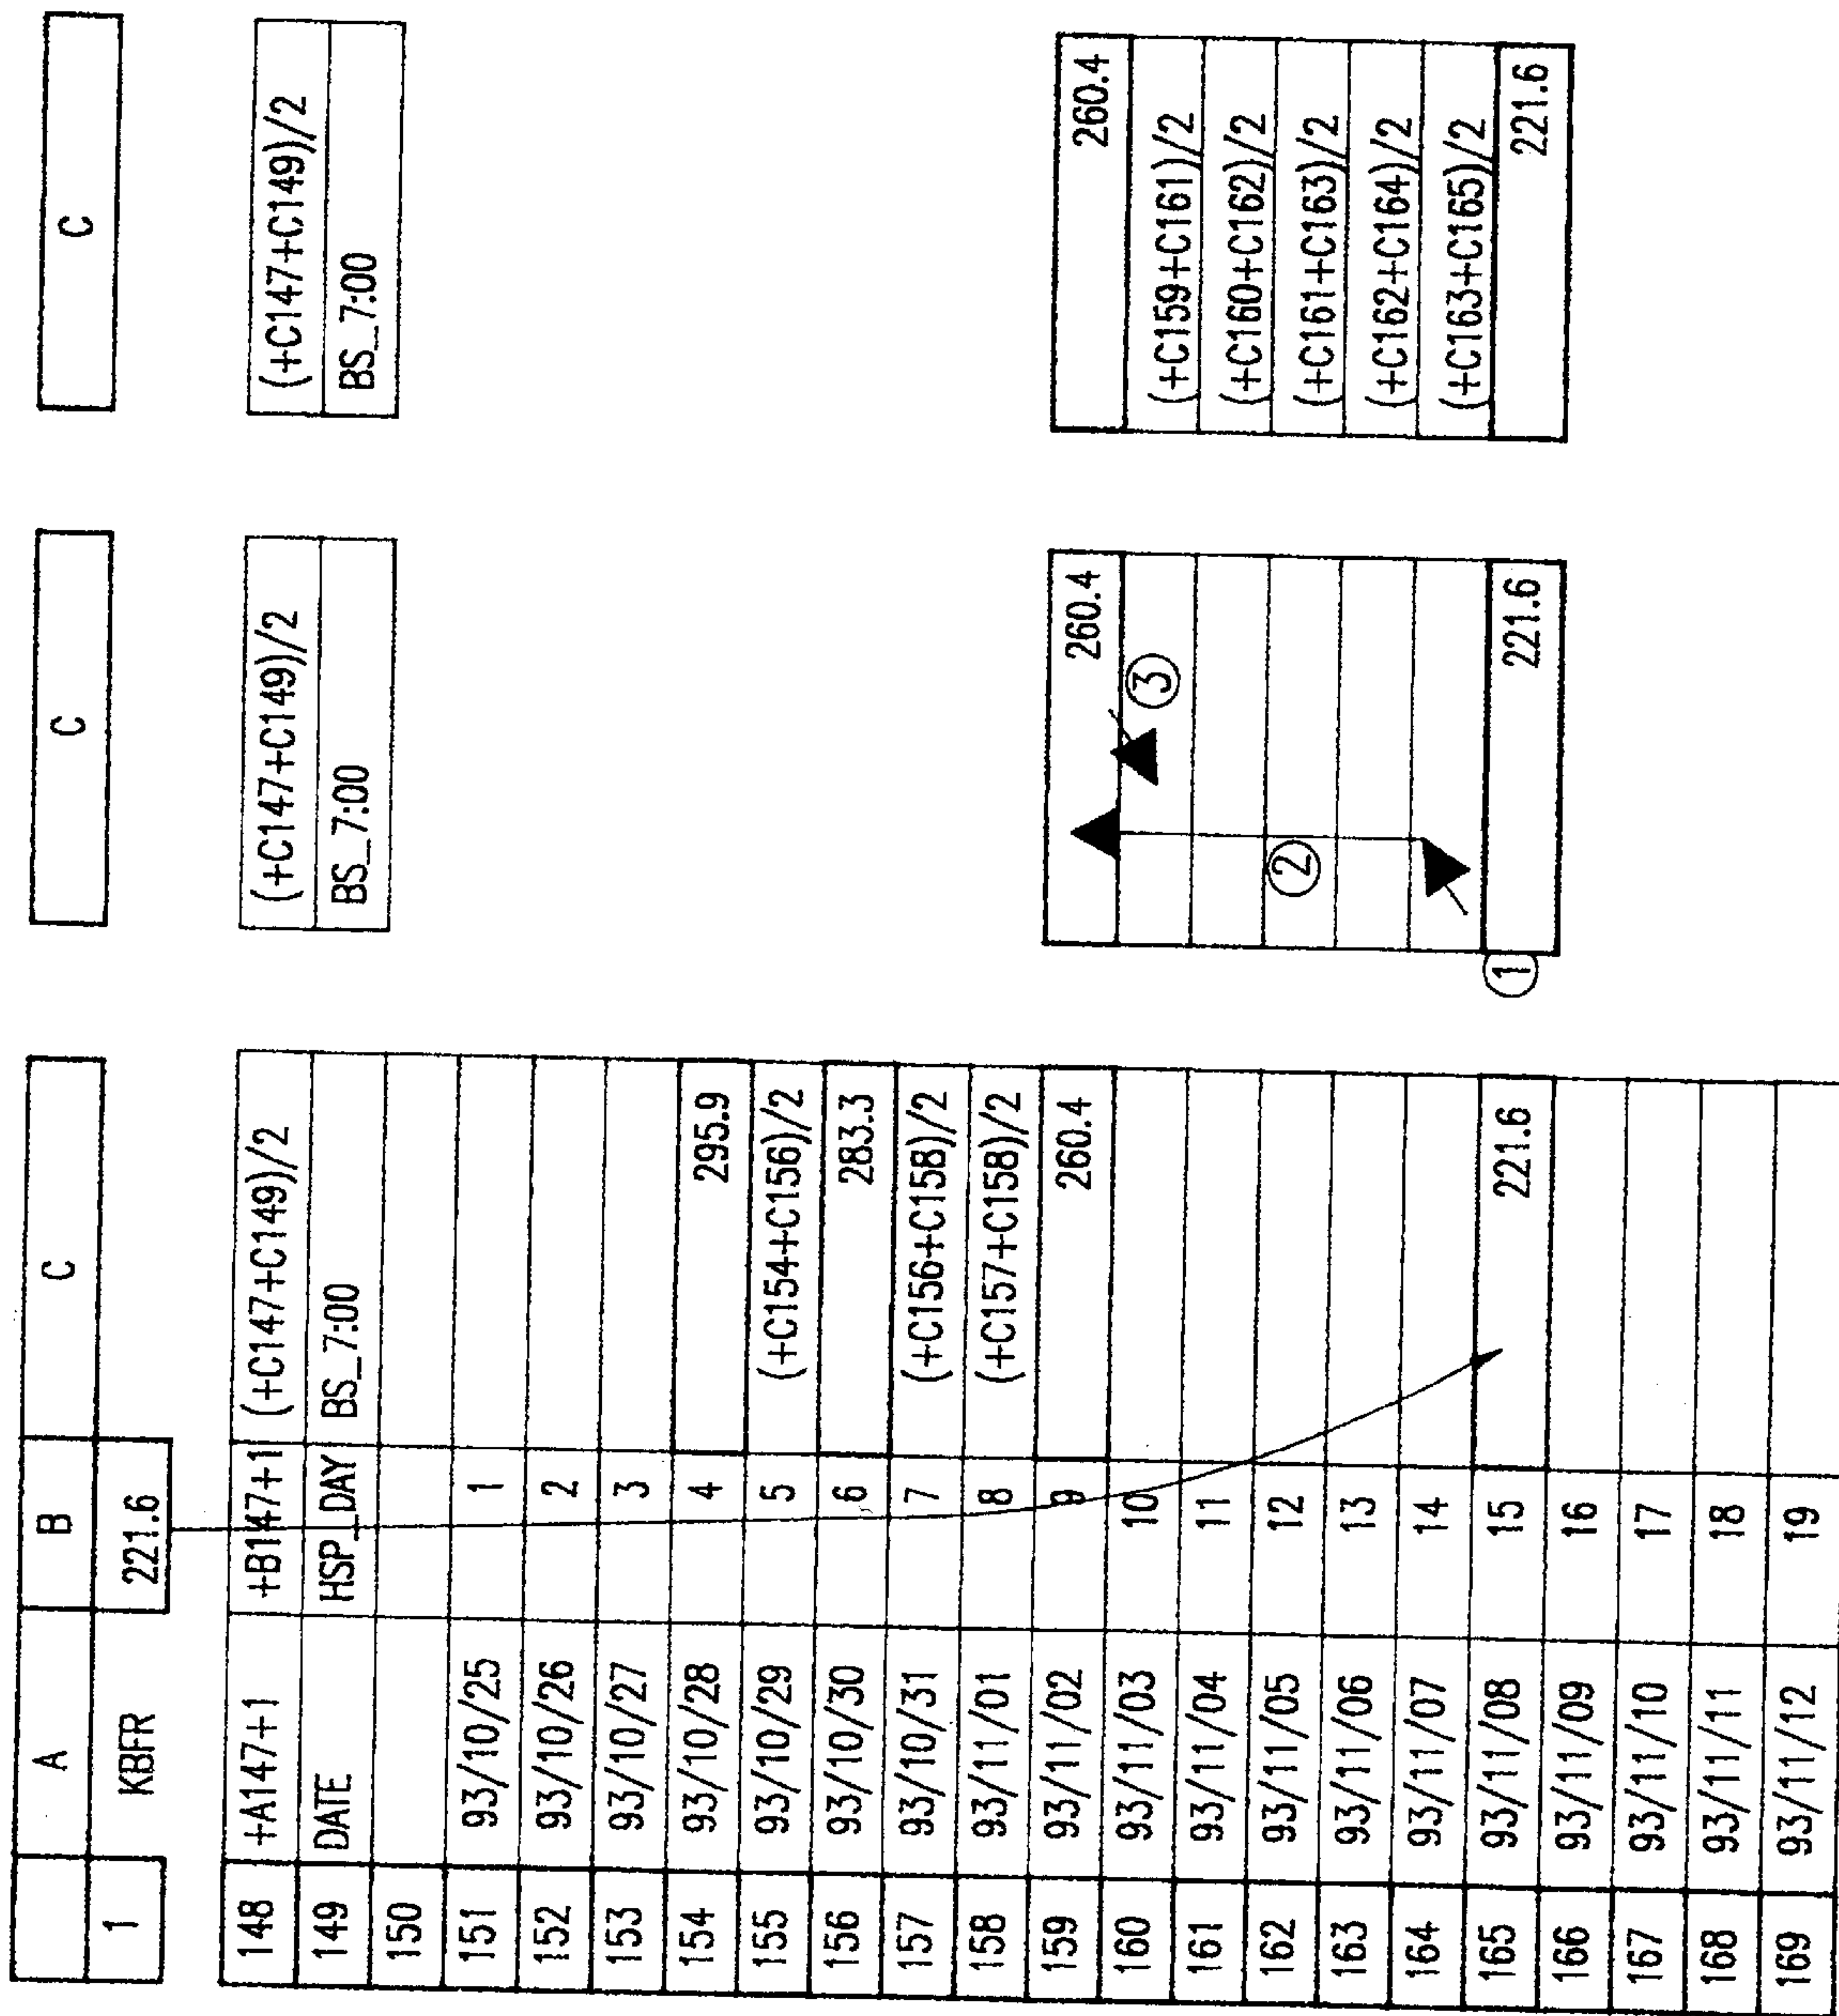 A B C
1 KBFR 221.6
148 +A147+1 +B147+1 (+C147+C149)/2
149 DATE HSP_DAY BS_7:00
150
151 93/10/25 1
152 93/10/26 2
153 93/10/27 3
154 93/10/28 4 295.9
155 93/10/29 5 (+C154+C156)/2
156 93/10/30 6 283.3
157 93/10/31 7 (+C156+C158)/2
158 93/11/01 8 (+C157+C158)/2
159 93/11/02 9 260.4
160 93/11/03 10
161 93/11/04 11
162 93/11/05 12
163 93/11/06 13
164 93/11/07 14
165 93/11/08 15 221.6
166 93/11/09 16
167 93/11/10 17
168 93/11/11 18
169 93/11/12 19
C
(+C147+C149)/2
BS_7:00
260.4
③
②
① 221.6
C
(+C147+C149)/2
BS_7:00
260.4
(+C159+C161)/2
(+C160+C162)/2
(+C161+C163)/2
(+C162+C164)/2
(+C163+C165)/2
221.6